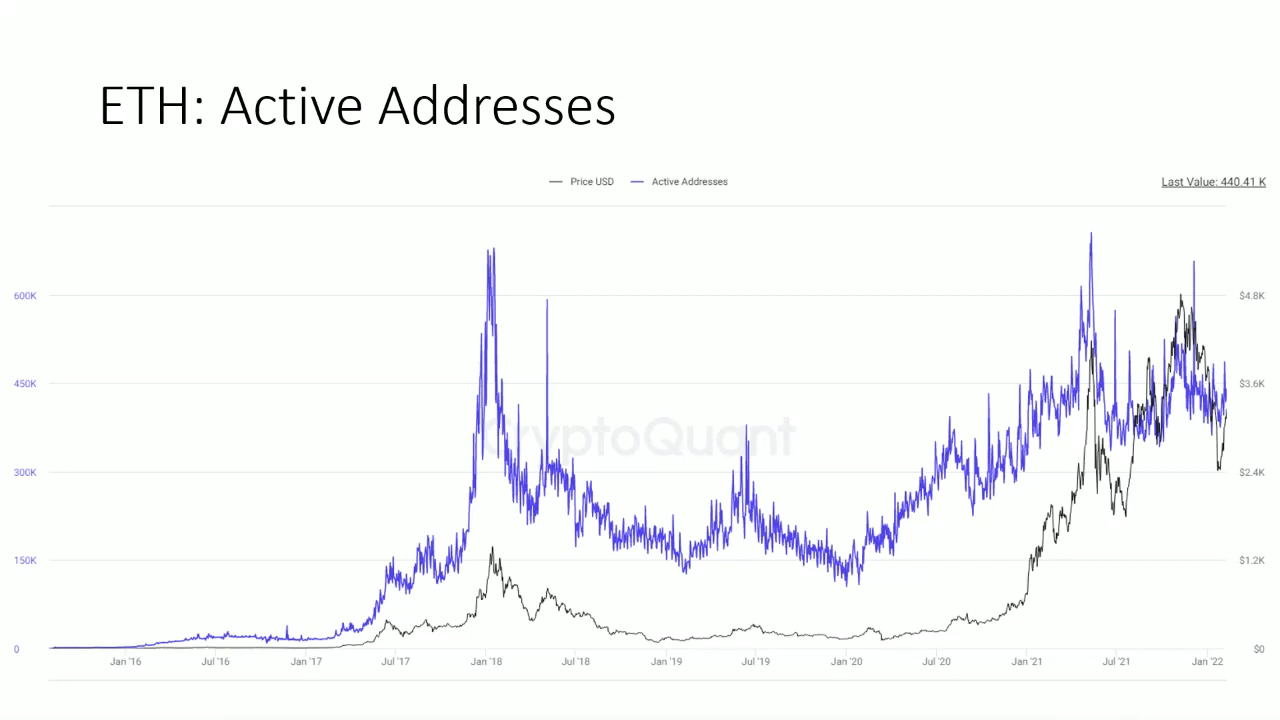 ETH: Active Addresses
Price USD Active Addresses
Last Value: 440.41 K
600K
$4.8K
450K
$3.6K
CryptoQuant
300K
$2.4K
150K
$1.2K
0
$0
Jan '16 Jul '16 Jan '17 Jul '17 Jan '18 Jul '18 Jan '19 Jul '19 Jan '20 Jul '20 Jan '21 Jul '21 Jan '22